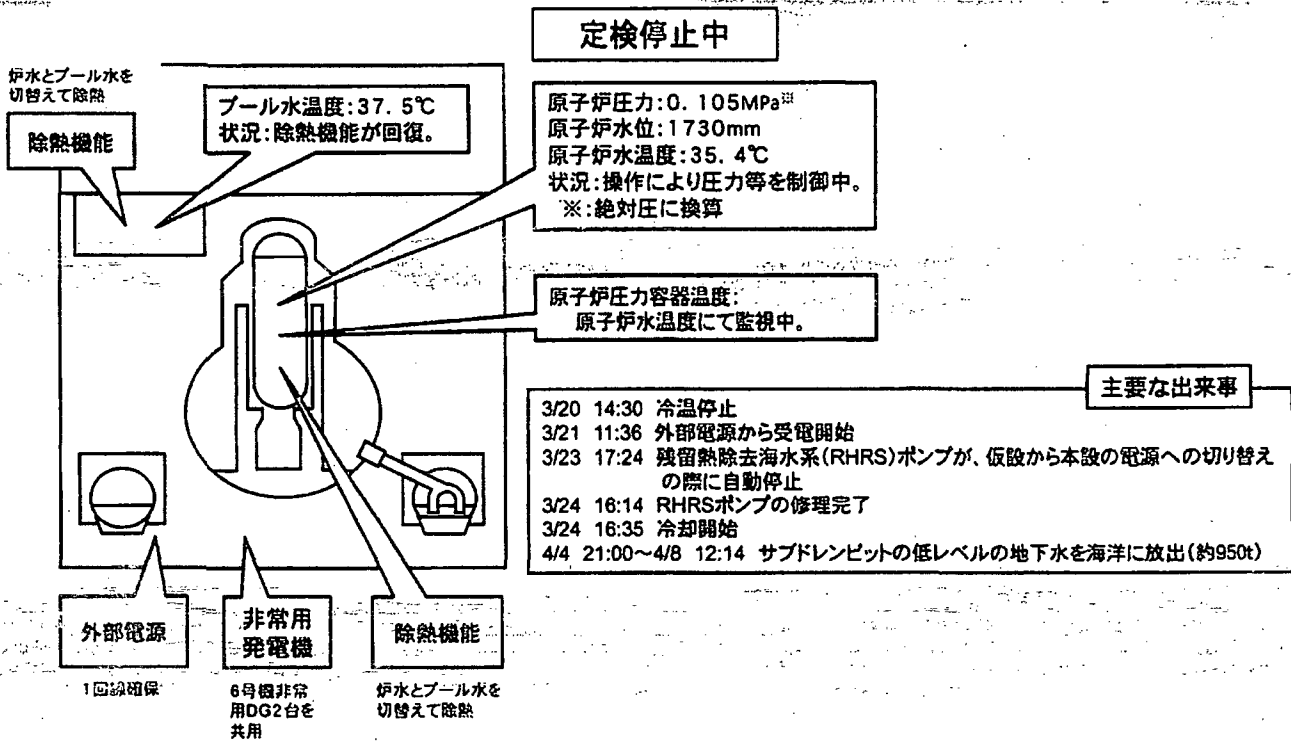 定検停止中
炉水とプール水を
切替えて除熱
除熱機能
プール水温度:37.5℃
状況:除熱機能が回復。
原子炉圧力:0.105MPa※
原子炉水位:1730mm
原子炉水温度:35.4℃
状況:操作により圧力等を制御中。
※:絶対圧に換算
原子炉圧力容器温度:
原子炉水温度にて監視中。
主要な出来事
3/20 14:30 冷温停止
3/21 11:36 外部電源から受電開始
3/23 17:24 残留熱除去海水系(RHRS)ポンプが、仮設から本設の電源への切り替え
の際に自動停止
3/24 16:14 RHRSポンプの修理完了
3/24 16:35 冷却開始
4/4 21:00~4/8 12:14 サブドレンピットの低レベルの地下水を海洋に放出(約950t)
外部電源
1回線確保
非常用
発電機
6号機非常
用DG2台を
共用
除熱機能
炉水とプール水を
切替えて除熱